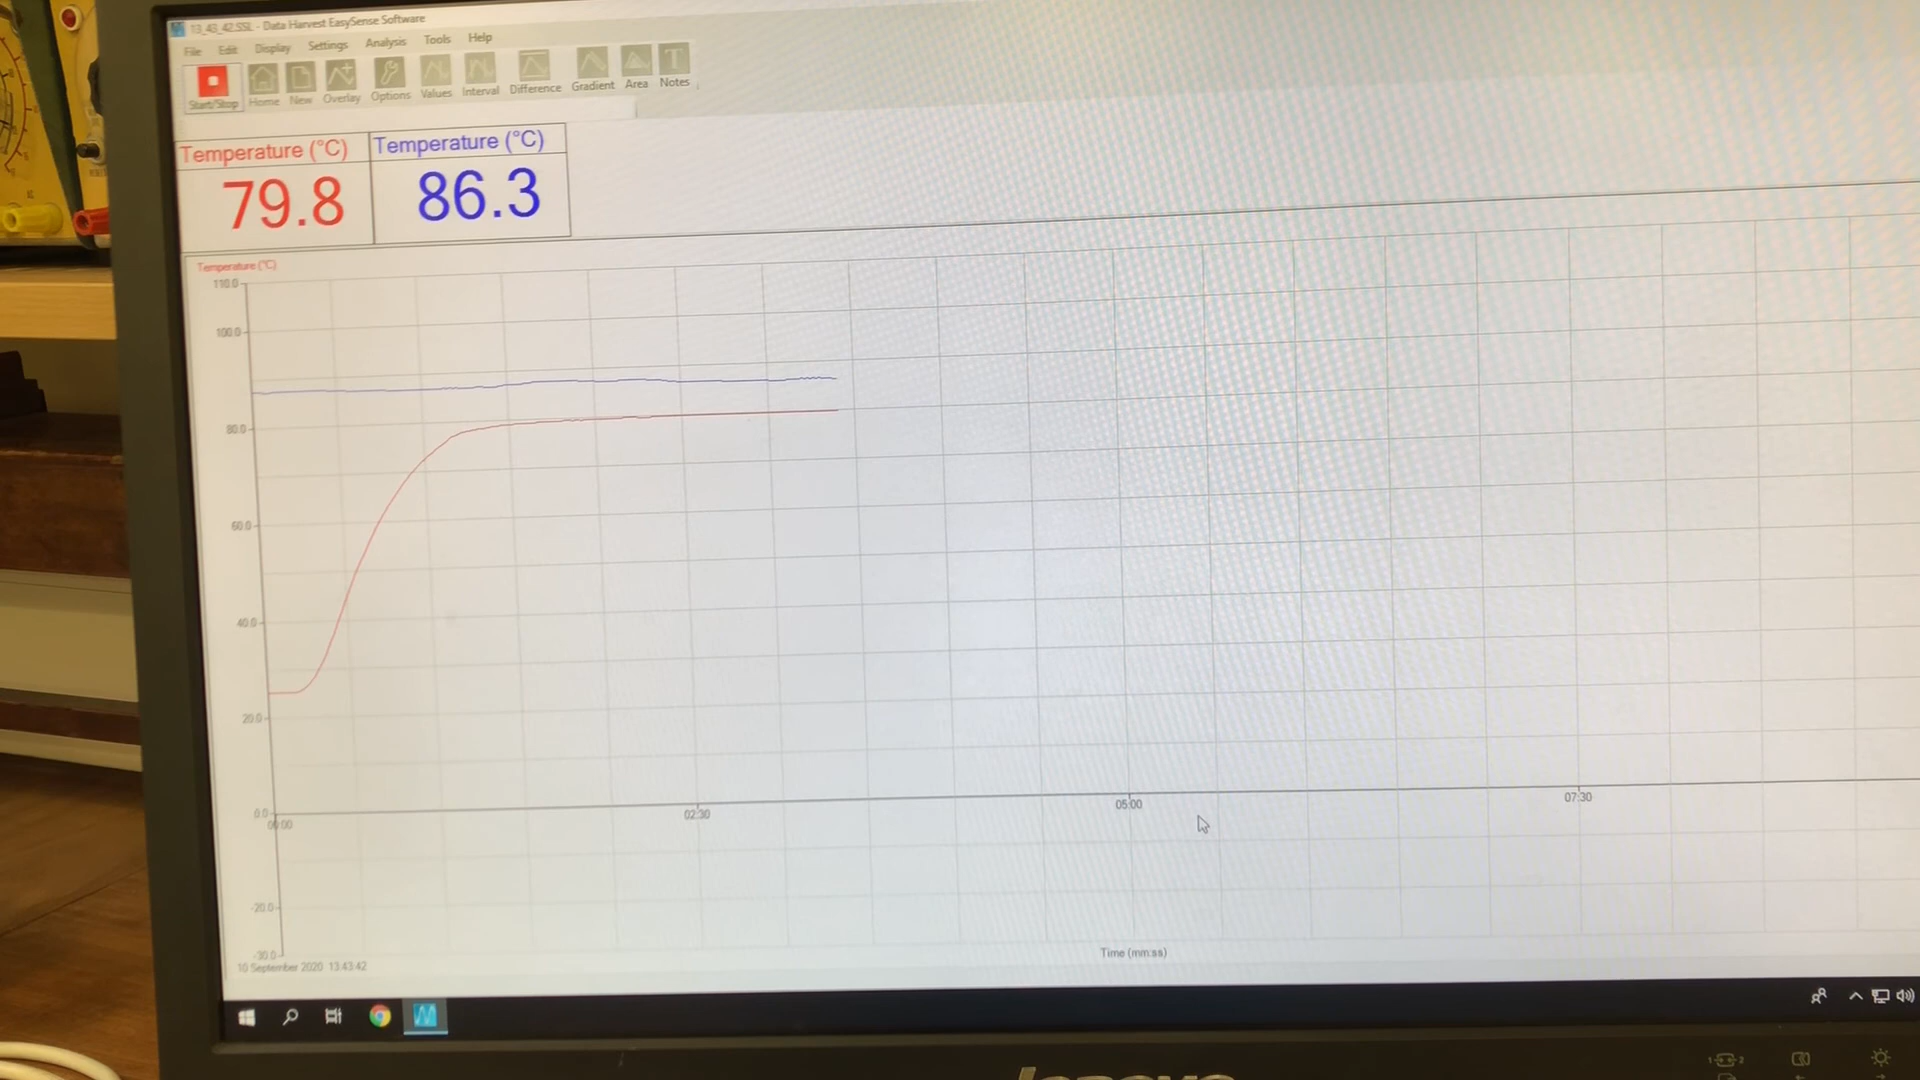 13_43_42.SSL - Data Harvest EasySense Software
File Edit Display Settings Analysis Tools Help
Start/Stop Home New Overlay Options Values Interval Difference Gradient Area Notes
Temperature (°C) Temperature (°C)
79.8 86.3
Temperature (°C)
110.0
100.0
80.0
60.0
40.0
20.0
0.0
00:00 02:30 05:00 07:30
-20.0
-30.0
Time (mm:ss)
10 September 2020 13:43:42